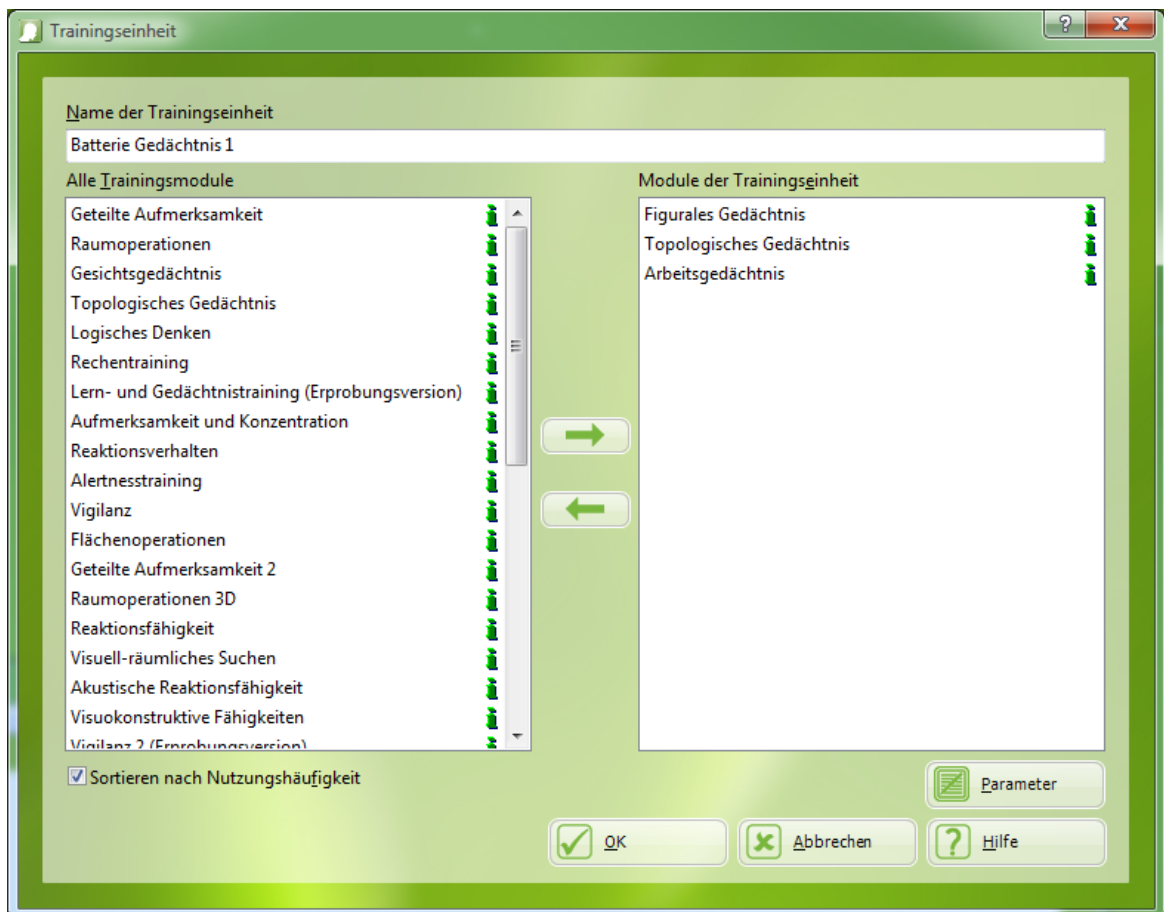 Trainingseinheit
Name der Trainingseinheit
Batterie Gedächtnis 1
Alle Trainingsmodule
Geteilte Aufmerksamkeit
Raumoperationen
Gesichtsgedächtnis
Topologisches Gedächtnis
Logisches Denken
Rechentraining
Lern- und Gedächtnistraining (Erprobungsversion)
Aufmerksamkeit und Konzentration
Reaktionsverhalten
Alertnesstraining
Vigilanz
Flächenoperationen
Geteilte Aufmerksamkeit 2
Raumoperationen 3D
Reaktionsfähigkeit
Visuell-räumliches Suchen
Akustische Reaktionsfähigkeit
Visuokonstruktive Fähigkeiten
Vigilanz 2 (Erprobungsversion)
Module der Trainingseinheit
Figurales Gedächtnis
Topologisches Gedächtnis
Arbeitsgedächtnis
Sortieren nach Nutzungshäufigkeit
Parameter
OK
Abbrechen
Hilfe